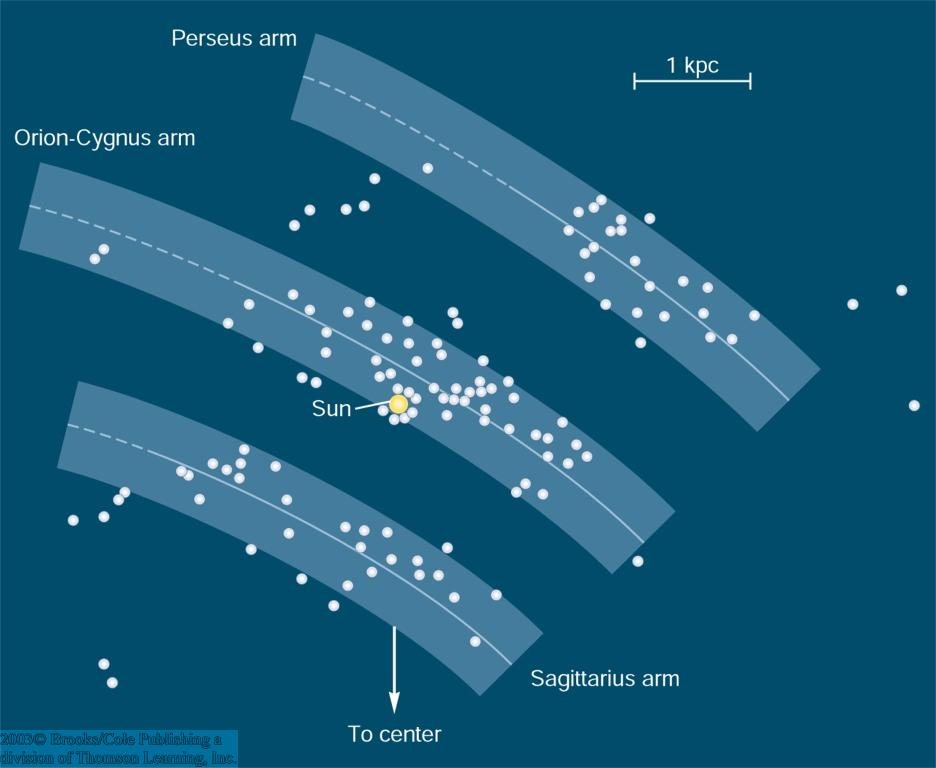 Perseus arm
1 kpc
Orion-Cygnus arm
Sun
Sagittarius arm
To center
2003© Brooks/Cole Publishing a
division of Thomson Learning, Inc.